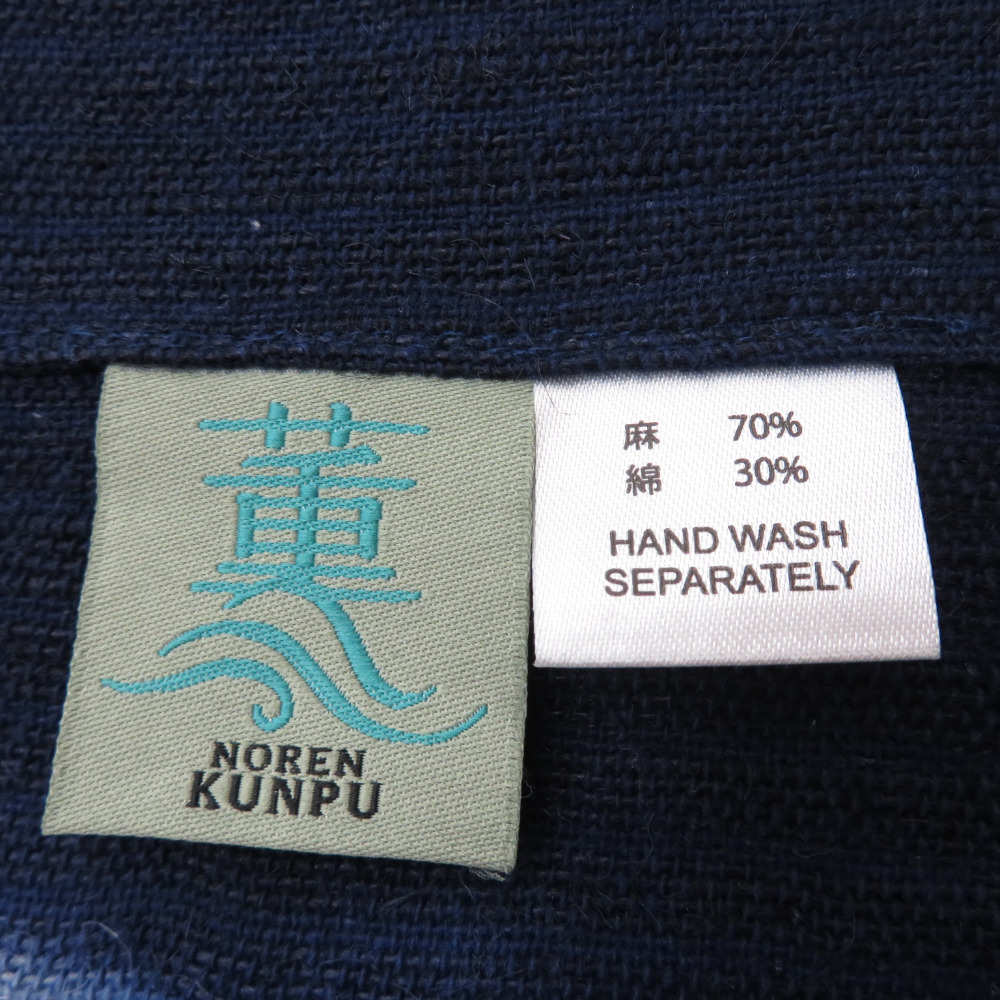 薫
NOREN
KUNPU
麻 70%
綿 30%
HAND WASH
SEPARATELY